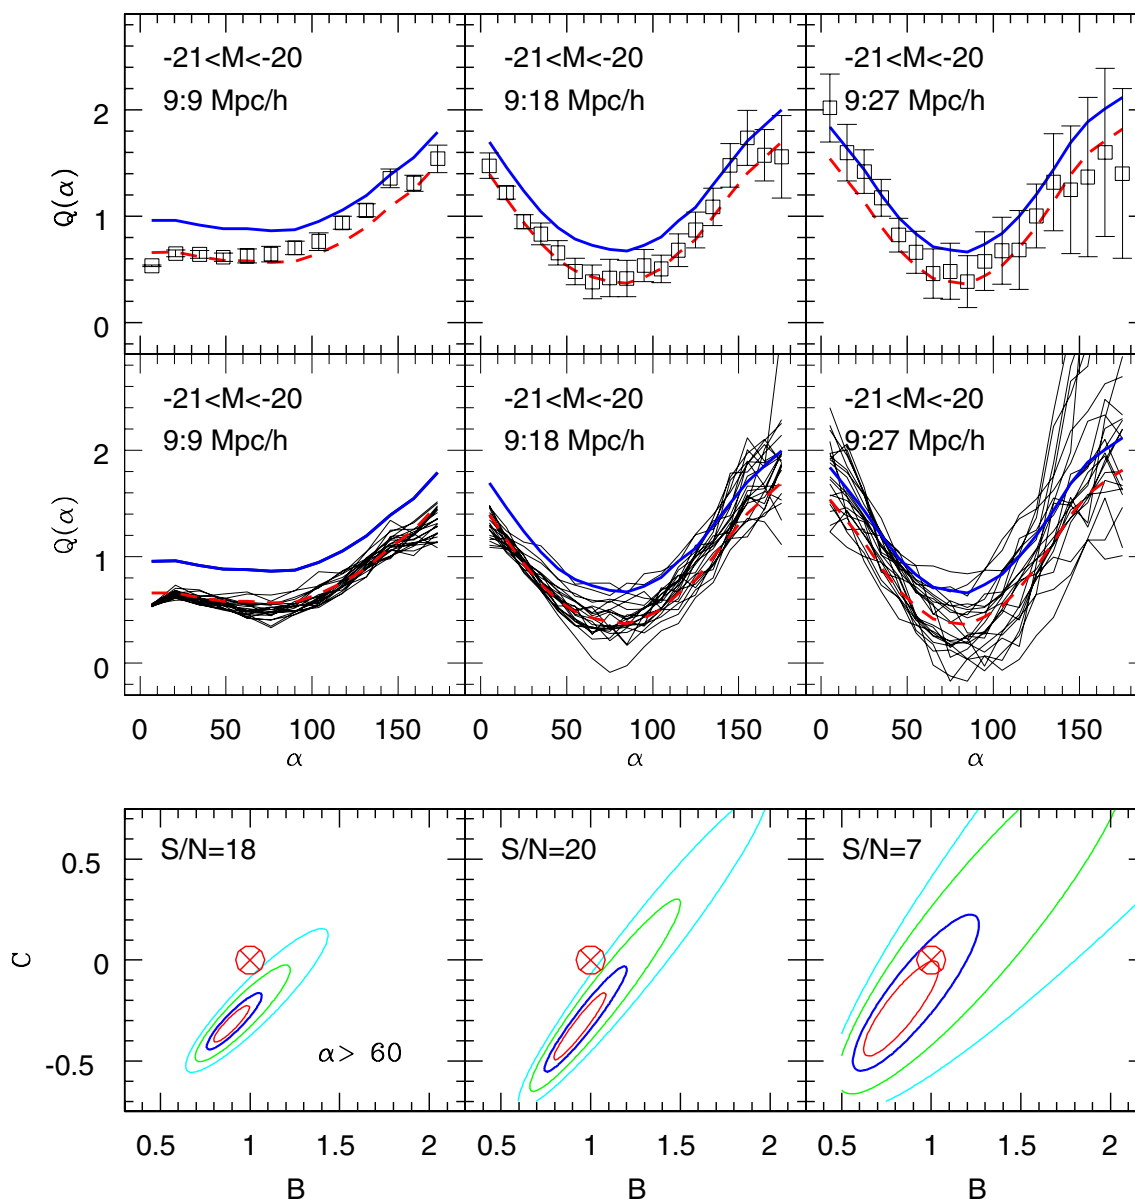 -21<M<-20 -21<M<-20 -21<M<-20
9:9 Mpc/h 9:18 Mpc/h 9:27 Mpc/h
2
Q(α)
1
0
-21<M<-20 -21<M<-20 -21<M<-20
9:9 Mpc/h 9:18 Mpc/h 9:27 Mpc/h
2
Q(α)
1
0
0 50 100 150 0 50 100 150 0 50 100 150
α α α
S/N=18 S/N=20 S/N=7
0.5
C
0
-0.5
α> 60
0.5 1 1.5 2 0.5 1 1.5 2 0.5 1 1.5 2
B B B